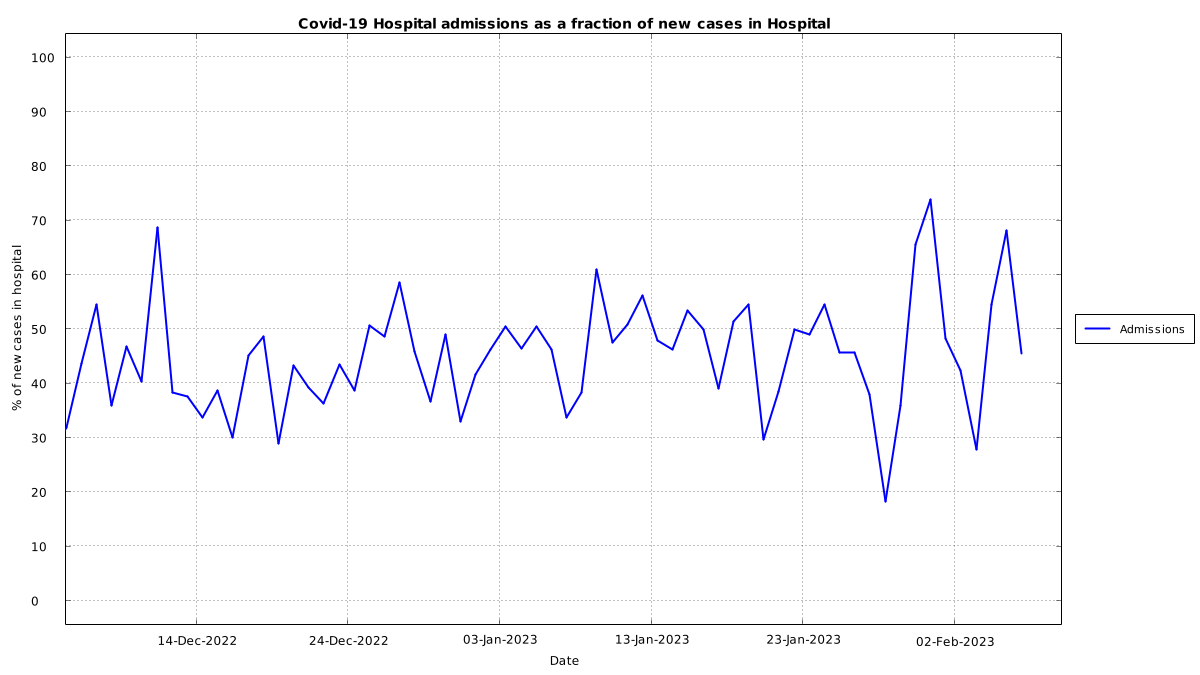 Covid-19 Hospital admissions as a fraction of new cases in Hospital
100
90
80
70
60
50
40
30
20
10
0
% of new cases in hospital
Admissions
14-Dec-2022 24-Dec-2022 03-Jan-2023 13-Jan-2023 23-Jan-2023 02-Feb-2023
Date